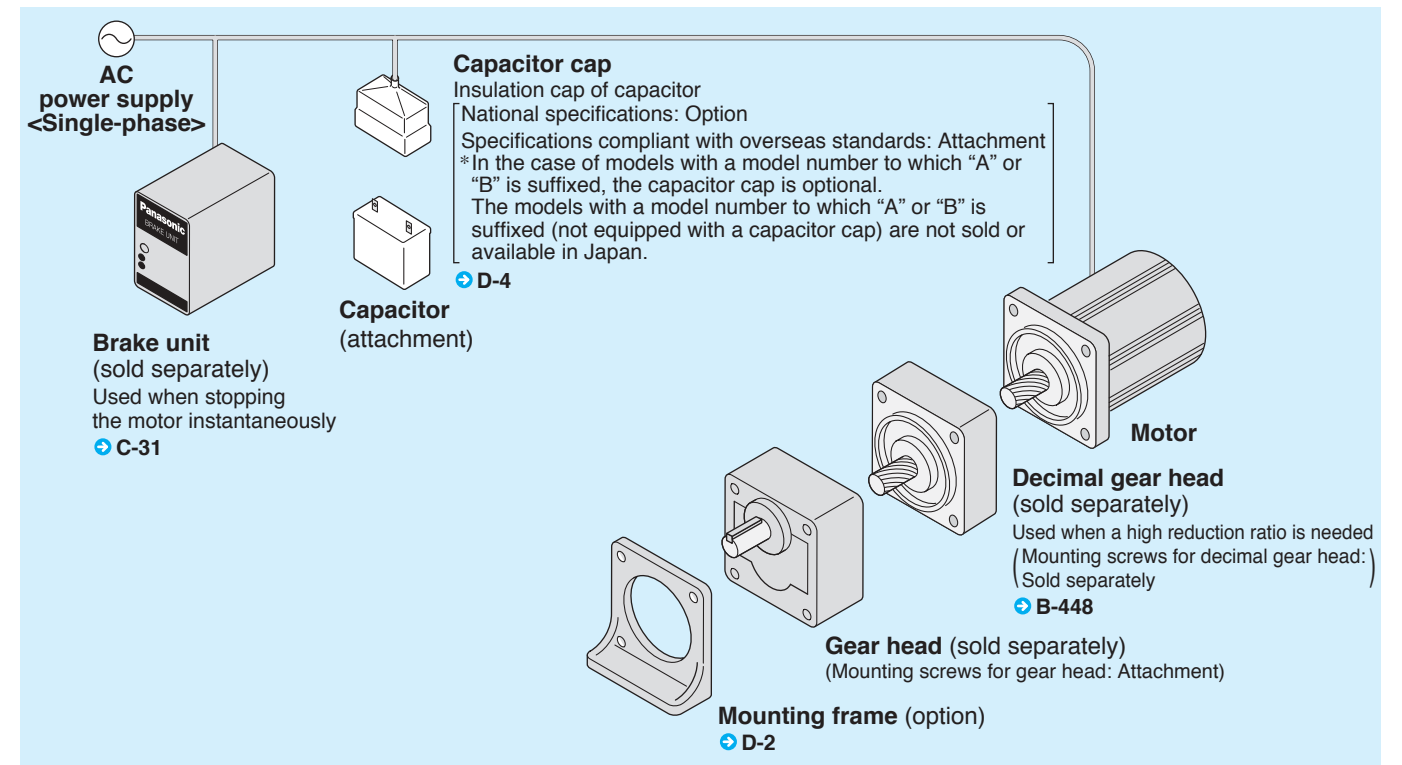 AC
power supply
<Single-phase>
Capacitor cap
Insulation cap of capacitor
National specifications: Option
Specifications compliant with overseas standards: Attachment
*In the case of models with a model number to which “A” or
“B” is suffixed, the capacitor cap is optional.
The models with a model number to which “A” or “B” is
suffixed (not equipped with a capacitor cap) are not sold or
available in Japan.
D-4
Panasonic
BRAKE UNIT
Capacitor
(attachment)
Brake unit
(sold separately)
Used when stopping
the motor instantaneously
C-31
Motor
Decimal gear head
(sold separately)
Used when a high reduction ratio is needed
(Mounting screws for decimal gear head:
Sold separately)
B-448
Gear head (sold separately)
(Mounting screws for gear head: Attachment)
Mounting frame (option)
D-2